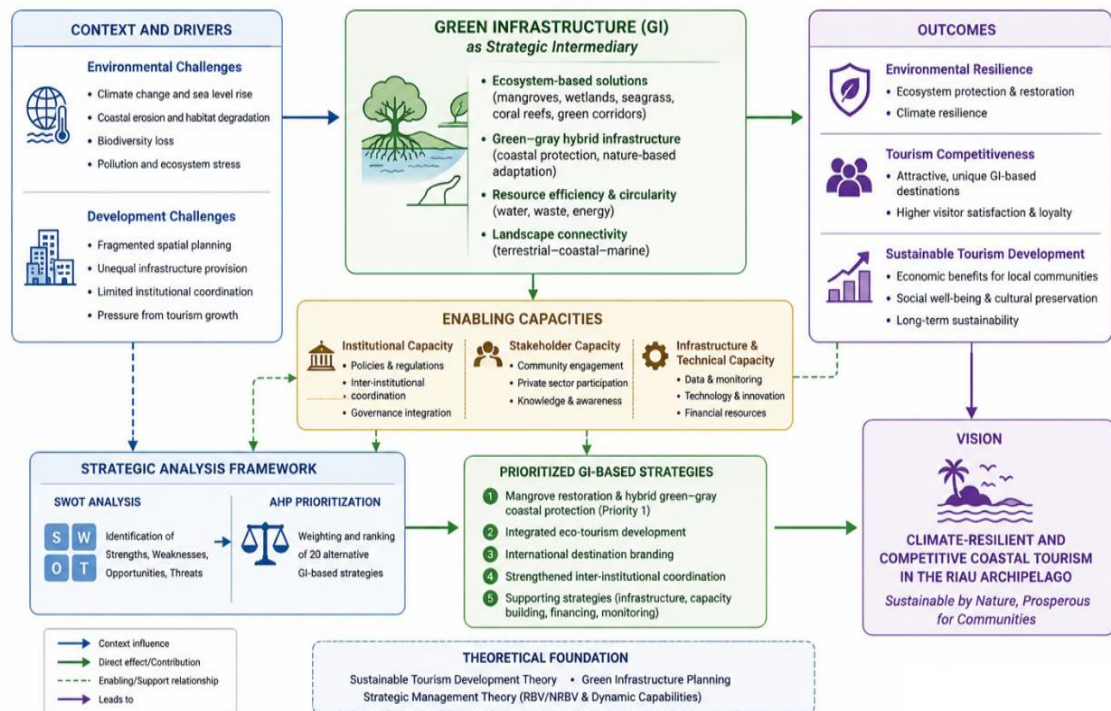 CONTEXT AND DRIVERS
Environmental Challenges
• Climate change and sea level rise
• Coastal erosion and habitat degradation
• Biodiversity loss
• Pollution and ecosystem stress
Development Challenges
• Fragmented spatial planning
• Unequal infrastructure provision
• Limited institutional coordination
• Pressure from tourism growth
GREEN INFRASTRUCTURE (GI)
as Strategic Intermediary
• Ecosystem-based solutions
(mangroves, wetlands, seagrass,
coral reefs, green corridors)
• Green–gray hybrid infrastructure
(coastal protection, nature-based
adaptation)
• Resource efficiency & circularity
(water, waste, energy)
• Landscape connectivity
(terrestrial–coastal–marine)
OUTCOMES
Environmental Resilience
• Ecosystem protection & restoration
• Climate resilience
Tourism Competitiveness
• Attractive, unique GI-based
destinations
• Higher visitor satisfaction & loyalty
Sustainable Tourism Development
• Economic benefits for local communities
• Social well-being & cultural preservation
• Long-term sustainability
ENABLING CAPACITIES
Institutional Capacity
• Policies & regulations
• Inter-institutional
coordination
• Governance integration
Stakeholder Capacity
• Community engagement
• Private sector participation
• Knowledge & awareness
Infrastructure &
Technical Capacity
• Data & monitoring
• Technology & innovation
• Financial resources
STRATEGIC ANALYSIS FRAMEWORK
SWOT ANALYSIS
S W
O T
Identification of
Strengths, Weaknesses,
Opportunities, Threats
AHP PRIORITIZATION
Weighting and ranking
of 20 alternative
GI-based strategies
PRIORITIZED GI-BASED STRATEGIES
1 Mangrove restoration & hybrid green–gray
coastal protection (Priority 1)
2 Integrated eco-tourism development
3 International destination branding
4 Strengthened inter-institutional coordination
5 Supporting strategies (infrastructure, capacity
building, financing, monitoring)
VISION
CLIMATE-RESILIENT AND
COMPETITIVE COASTAL TOURISM
IN THE RIAU ARCHIPELAGO
Sustainable by Nature, Prosperous
for Communities
Context influence
Direct effect/Contribution
Enabling/Support relationship
Leads to
THEORETICAL FOUNDATION
Sustainable Tourism Development Theory • Green Infrastructure Planning
Strategic Management Theory (RBV/NRBV & Dynamic Capabilities)